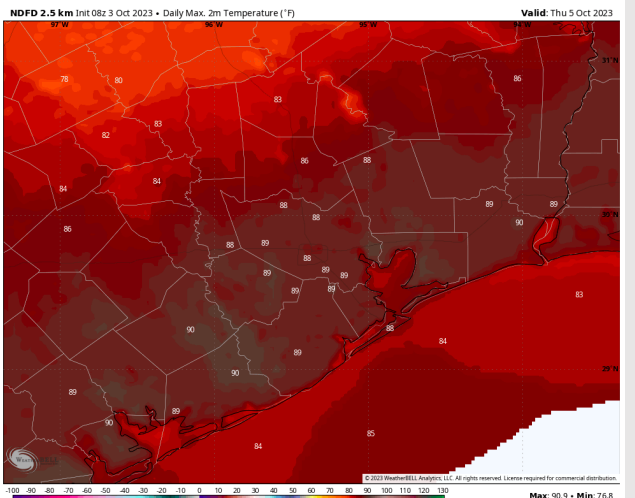 NDFD 2.5 km Init 08z 3 Oct 2023 • Daily Max. 2m Temperature (°F)
Valid: Thu 5 Oct 2023
97°W 96°W 95°W 94°W
31°N
78 80 86
83
83
82
86 88
84 84
88 89 89
88 90 30°N
86
88 89
88
89 89 89
89 89
83
90 88
84
89
90 29°N
89
89
90
85
84
WeatherBELL
© 2023 WeatherBELL Analytics, LLC. All rights reserved. License required for commercial distribution.
-100 -90 -80 -70 -60 -50 -40 -30 -20 -10 0 10 20 30 40 50 60 70 80 90 100 110 120 130
Max: 90.9 • Min: 76.8